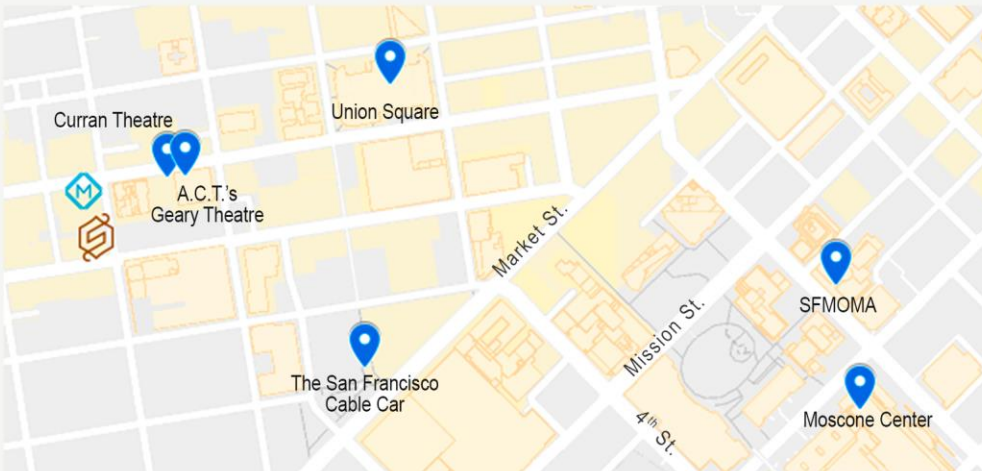 Union Square
Curran Theatre
A.C.T.'s
Geary Theatre
Market St.
SFMOMA
Mission St.
The San Francisco
Cable Car
Moscone Center
4th St.
M
S